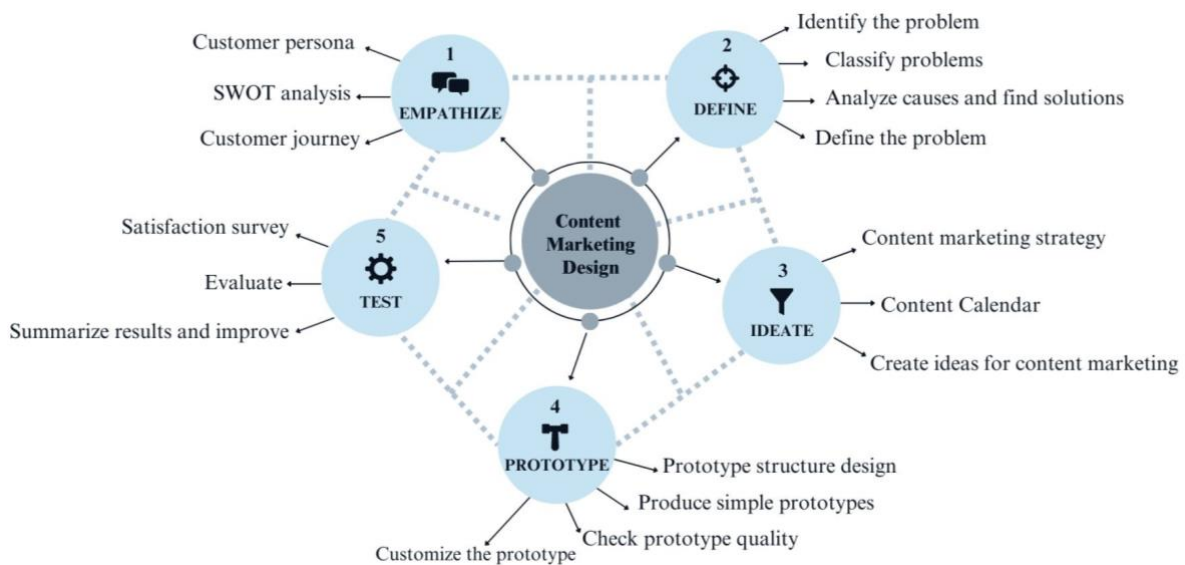 Customer persona
SWOT analysis
Customer journey
1
EMPATHIZE
2
DEFINE
Identify the problem
Classify problems
Analyze causes and find solutions
Define the problem
Content
Marketing
Design
3
IDEATE
Content marketing strategy
Content Calendar
Create ideas for content marketing
4
PROTOTYPE
Prototype structure design
Produce simple prototypes
Check prototype quality
Customize the prototype
5
TEST
Satisfaction survey
Evaluate
Summarize results and improve